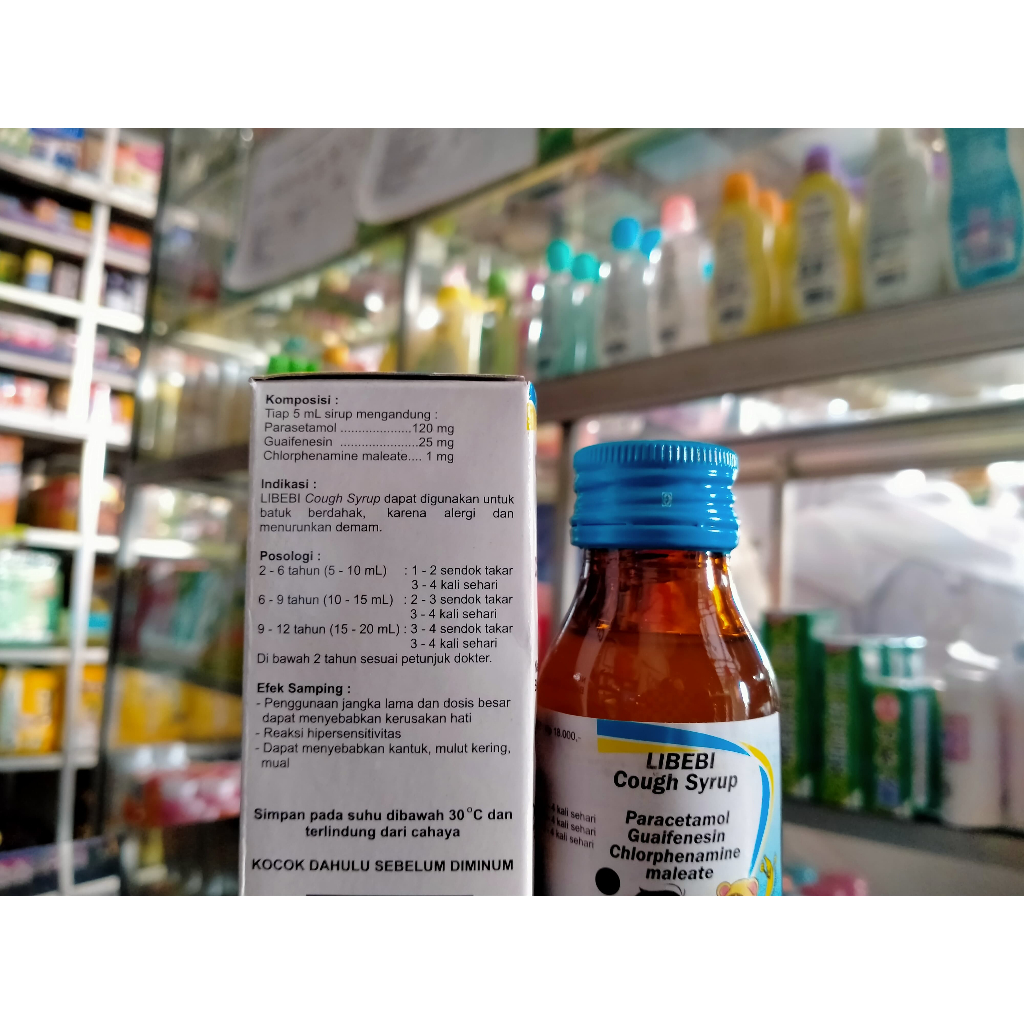 Komposisi :
Tiap 5 mL sirup mengandung :
Parasetamol .....................120 mg
Guaifenesin .......................25 mg
Chlorphenamine maleate.... 1 mg
Indikasi :
LIBEBI Cough Syrup dapat digunakan untuk
batuk berdahak, karena alergi dan
menurunkan demam.
Posologi :
2 - 6 tahun (5 - 10 mL) : 1 - 2 sendok takar
3 - 4 kali sehari
6 - 9 tahun (10 - 15 mL) : 2 - 3 sendok takar
3 - 4 kali sehari
9 - 12 tahun (15 - 20 mL) : 3 - 4 sendok takar
3 - 4 kali sehari
Di bawah 2 tahun sesuai petunjuk dokter.
Efek Samping :
- Penggunaan jangka lama dan dosis besar
dapat menyebabkan kerusakan hati
- Reaksi hipersensitivitas
- Dapat menyebabkan kantuk, mulut kering,
mual
Simpan pada suhu dibawah 30°C dan
terlindung dari cahaya
KOCOK DAHULU SEBELUM DIMINUM
18.000,-
LIBEBI
Cough Syrup
Paracetamol
Guaifenesin
Chlorphenamine
maleate
4 kali sehari
4 kali sehari
4 kali sehari